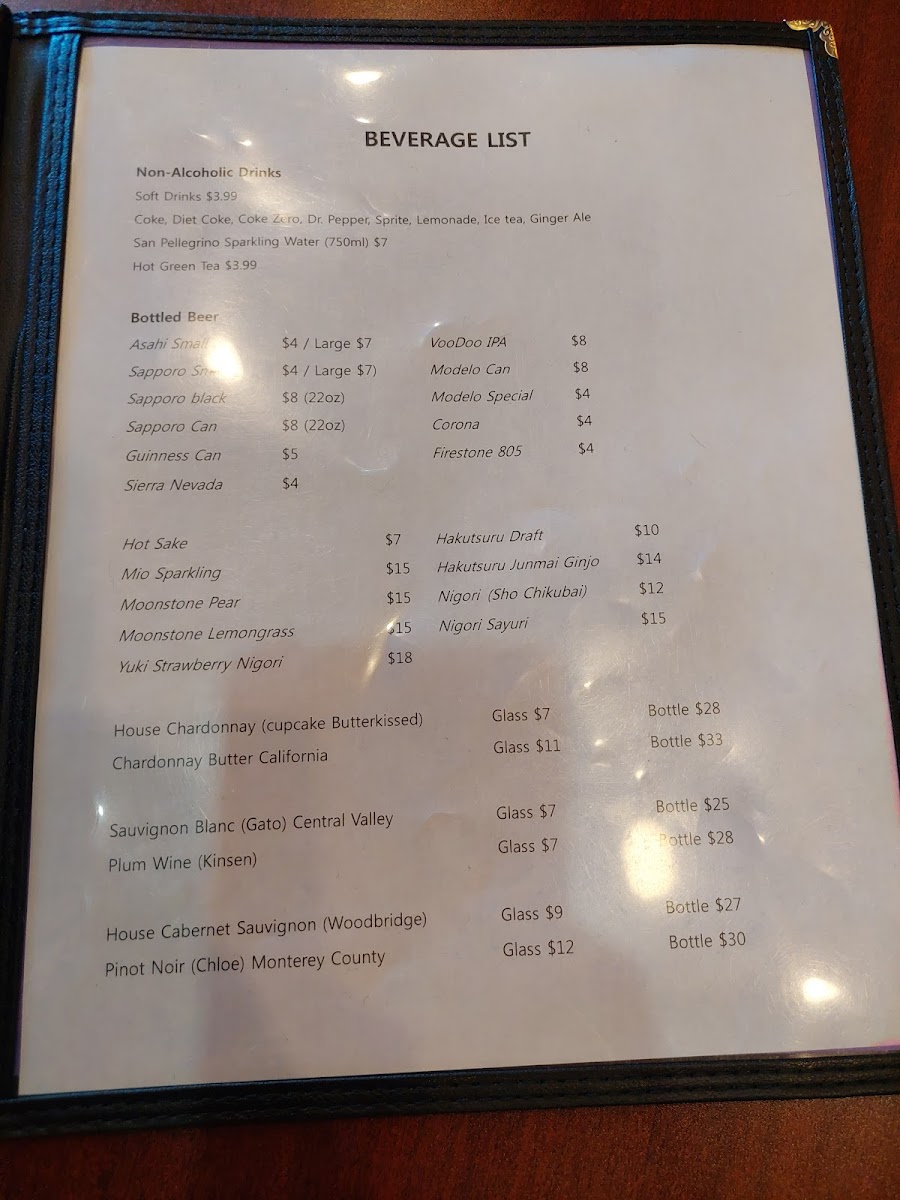 BEVERAGE LIST
Non-Alcoholic Drinks
Soft Drinks $3.99
Coke, Diet Coke, Coke Zero, Dr. Pepper, Sprite, Lemonade, Ice tea, Ginger Ale
San Pellegrino Sparkling Water (750ml) $7
Hot Green Tea $3.99
Bottled Beer
Asahi Small $4 / Large $7 VooDoo IPA $8
Sapporo $4 / Large $7) Modelo Can $8
Sapporo black $8 (22oz) Modelo Special $4
Sapporo Can $8 (22oz) Corona $4
Guinness Can $5 Firestone 805 $4
Sierra Nevada $4
Hot Sake $7 Hakutsuru Draft $10
Mio Sparkling $15 Hakutsuru Junmai Ginjo $14
Moonstone Pear $15 Nigori (Sho Chikubai) $12
Moonstone Lemongrass $15 Nigori Sayuri $15
Yuki Strawberry Nigori $18
House Chardonnay (cupcake Butterkissed) Glass $7 Bottle $28
Chardonnay Butter California Glass $11 Bottle $33
Sauvignon Blanc (Gato) Central Valley Glass $7 Bottle $25
Plum Wine (Kinsen) Glass $7 Bottle $28
House Cabernet Sauvignon (Woodbridge) Glass $9 Bottle $27
Pinot Noir (Chloe) Monterey County Glass $12 Bottle $30